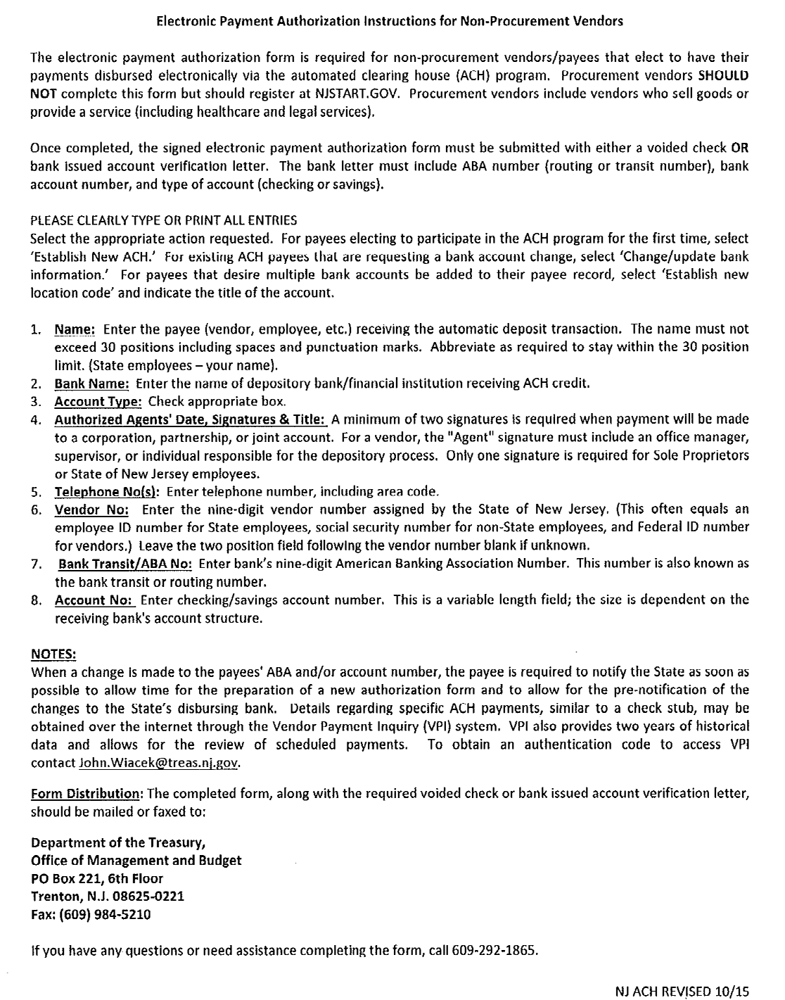 Electronic Payment Authorization Instructions for Non-Procurement Vendors
The electronic payment authorization form is required for non-procurement vendors/payees that elect to have their
payments disbursed electronically via the automated clearing house (ACH) program. Procurement vendors SHOULD
NOT complete this form but should register at NJSTART.GOV. Procurement vendors include vendors who sell goods or
provide a service (including healthcare and legal services).
Once completed, the signed electronic payment authorization form must be submitted with either a voided check OR
bank issued account verification letter. The bank letter must include ABA number (routing or transit number), bank
account number, and type of account (checking or savings).
PLEASE CLEARLY TYPE OR PRINT ALL ENTRIES
Select the appropriate action requested. For payees electing to participate in the ACH program for the first time, select
'Establish New ACH.' For existing ACH payees that are requesting a bank account change, select 'Change/update bank
information.' For payees that desire multiple bank accounts be added to their payee record, select 'Establish new
location code' and indicate the title of the account.
1. Name: Enter the payee (vendor, employee, etc.) receiving the automatic deposit transaction. The name must not
exceed 30 positions including spaces and punctuation marks. Abbreviate as required to stay within the 30 position
limit. (State employees – your name).
2. Bank Name: Enter the name of depository bank/financial institution receiving ACH credit.
3. Account Type: Check appropriate box.
4. Authorized Agents' Date, Signatures & Title: A minimum of two signatures is required when payment will be made
to a corporation, partnership, or joint account. For a vendor, the "Agent" signature must include an office manager,
supervisor, or individual responsible for the depository process. Only one signature is required for Sole Proprietors
or State of New Jersey employees.
5. Telephone No(s): Enter telephone number, including area code.
6. Vendor No: Enter the nine-digit vendor number assigned by the State of New Jersey. (This often equals an
employee ID number for State employees, social security number for non-State employees, and Federal ID number
for vendors.) Leave the two position field following the vendor number blank if unknown.
7. Bank Transit/ABA No: Enter bank's nine-digit American Banking Association Number. This number is also known as
the bank transit or routing number.
8. Account No: Enter checking/savings account number. This is a variable length field; the size is dependent on the
receiving bank's account structure.
NOTES:
When a change is made to the payees' ABA and/or account number, the payee is required to notify the State as soon as
possible to allow time for the preparation of a new authorization form and to allow for the pre-notification of the
changes to the State's disbursing bank. Details regarding specific ACH payments, similar to a check stub, may be
obtained over the internet through the Vendor Payment Inquiry (VPI) system. VPI also provides two years of historical
data and allows for the review of scheduled payments. To obtain an authentication code to access VPI
contact John.Wiacek@treas.nj.gov.
Form Distribution: The completed form, along with the required voided check or bank issued account verification letter,
should be mailed or faxed to:
Department of the Treasury,
Office of Management and Budget
PO Box 221, 6th Floor
Trenton, N.J. 08625-0221
Fax: (609) 984-5210
If you have any questions or need assistance completing the form, call 609-292-1865.
NJ ACH REVISED 10/15